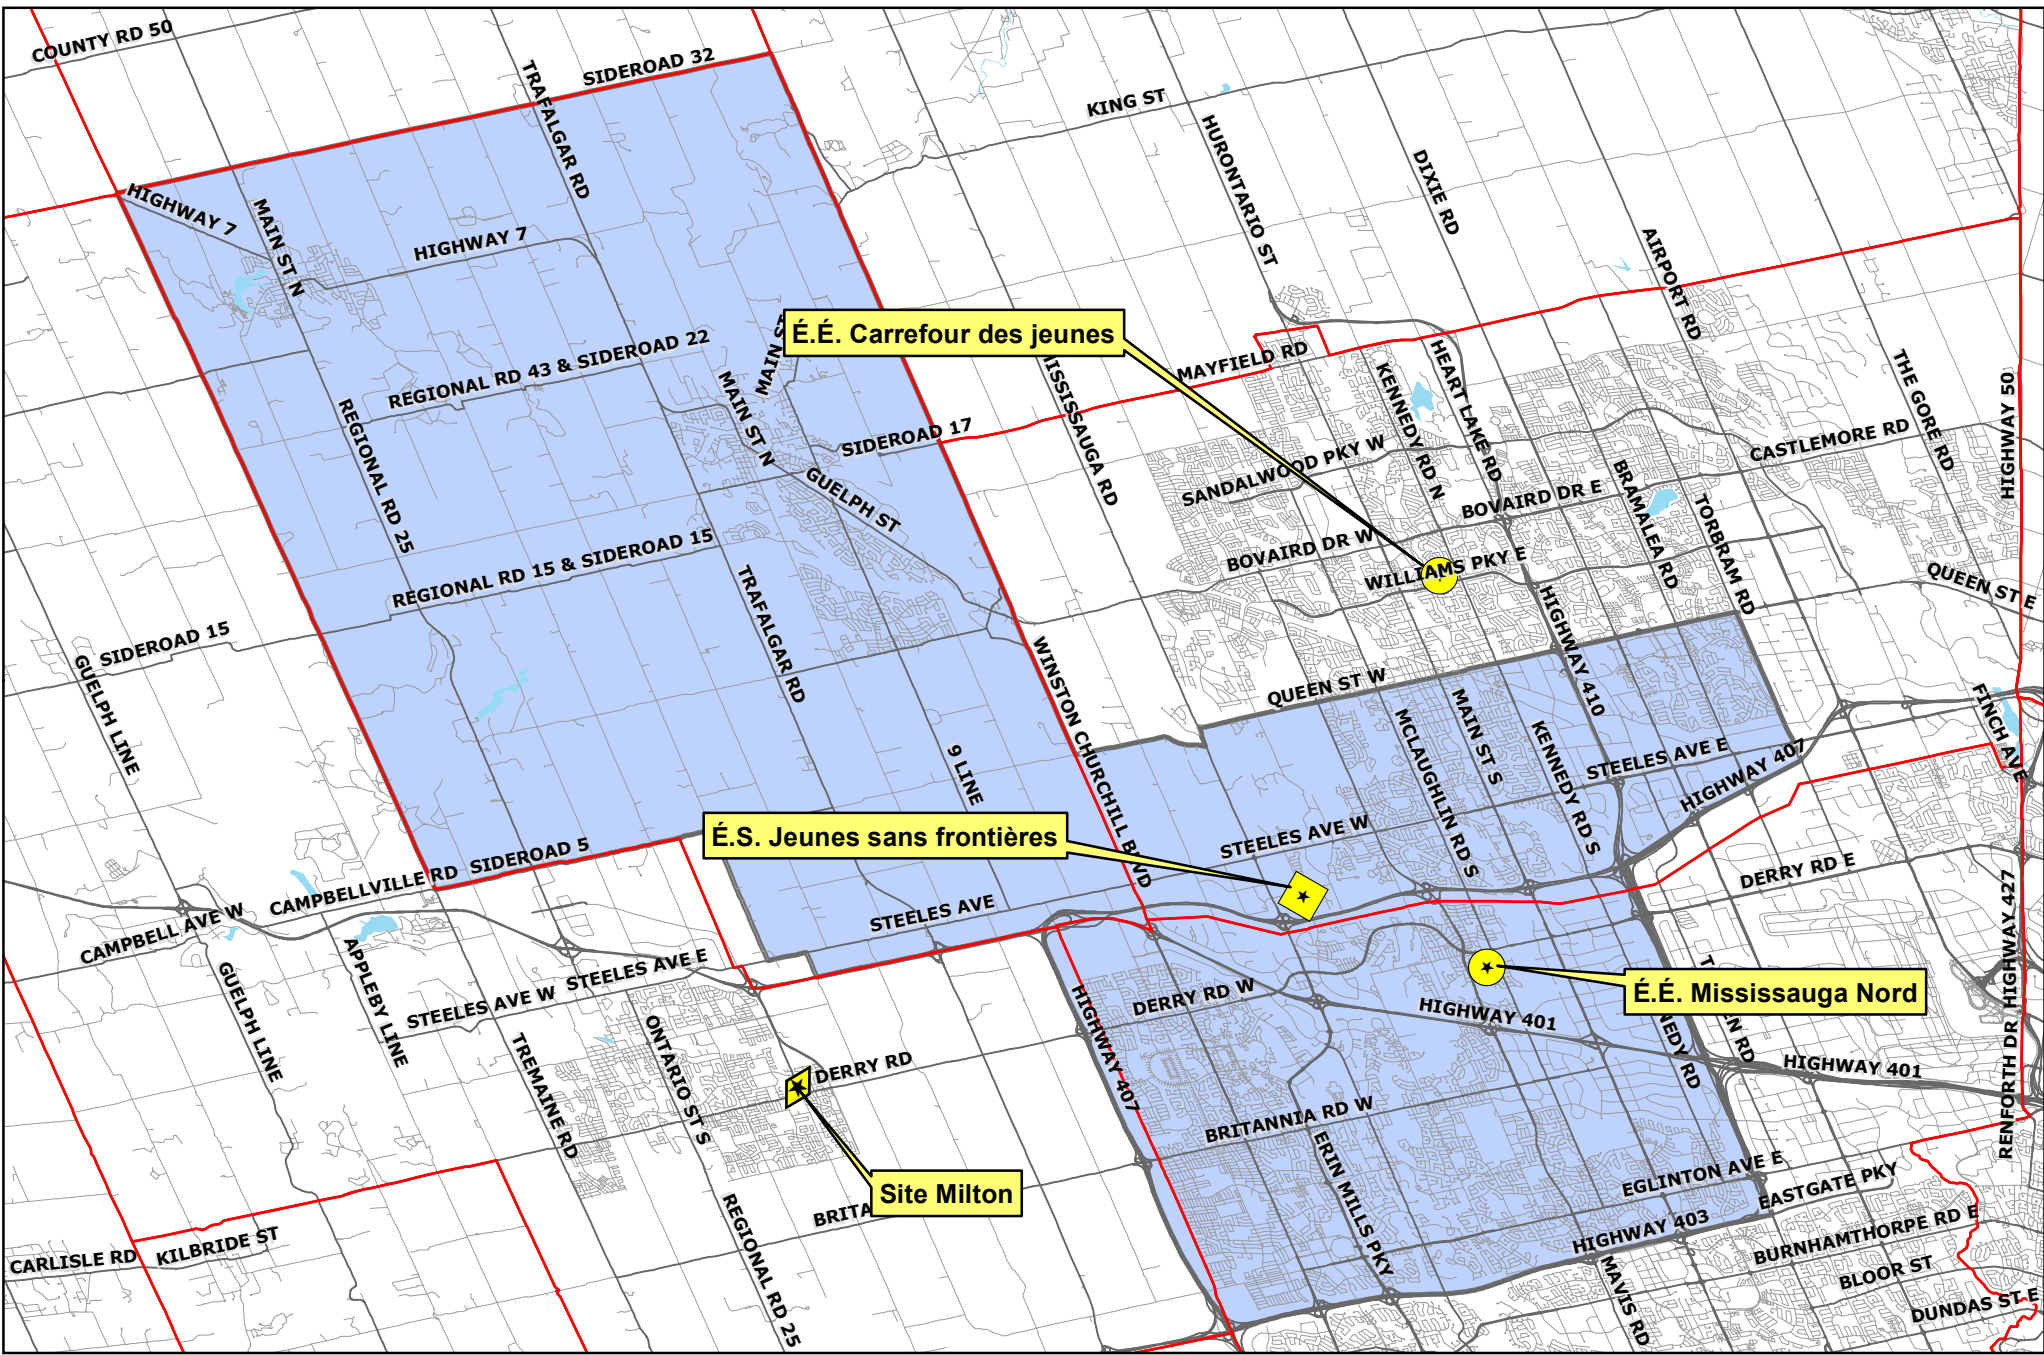 COUNTY RD 50
SIDEROAD 32
TRAFALGAR RD
KING ST
HURONTARIO ST
DIXIE RD
AIRPORT RD
HIGHWAY 7
MAIN ST N
HIGHWAY 7
É.É. Carrefour des jeunes
MAYFIELD RD
REGIONAL RD 43 & SIDEROAD 22
MAIN ST N
SIDEROAD 17
MISSISSAUGA RD
KENNEDY RD N
HEART LAKE RD
THE GORE RD
HIGHWAY 50
CASTLEMORE RD
SANDALWOOD PKY W
REGIONAL RD 25
GUELPH ST
BOVAIRD DR E
BRAMALEA RD
TORBRAM RD
BOVAIRD DR W
WILLIAMS PKY E
REGIONAL RD 15 & SIDEROAD 15
TRAFALGAR RD
QUEEN ST E
SIDEROAD 15
GUELPH LINE
WINSTON CHURCHILL BLVD
HIGHWAY 410
QUEEN ST W
MCLAUGHLIN RD S
MAIN ST S
KENNEDY RD S
STEELES AVE E
HIGHWAY 407
FINCH AVE
9 LINE
É.S. Jeunes sans frontières
STEELES AVE W
SIDEROAD 5
CAMPBELLVILLE RD
DERRY RD E
CAMPBELL AVE W
STEELES AVE
HIGHWAY 427
APPLEBY LINE
GUELPH LINE
STEELES AVE W
STEELES AVE E
DERRY RD W
HIGHWAY 401
É.É. Mississauga Nord
HIGHWAY 407
TREMAINE RD
ONTARIO ST S
DERRY RD
HIGHWAY 401
RENFORTH DR
BRITANNIA RD W
ERIN MILLS PKY
Site Milton
EGLINTON AVE E
EASTGATE PKY
REGIONAL RD 25
HIGHWAY 403
BURNHAMTHORPE RD E
CARLISLE RD
KILBRIDE ST
MAVIS RD
BLOOR ST
DUNDAS ST E